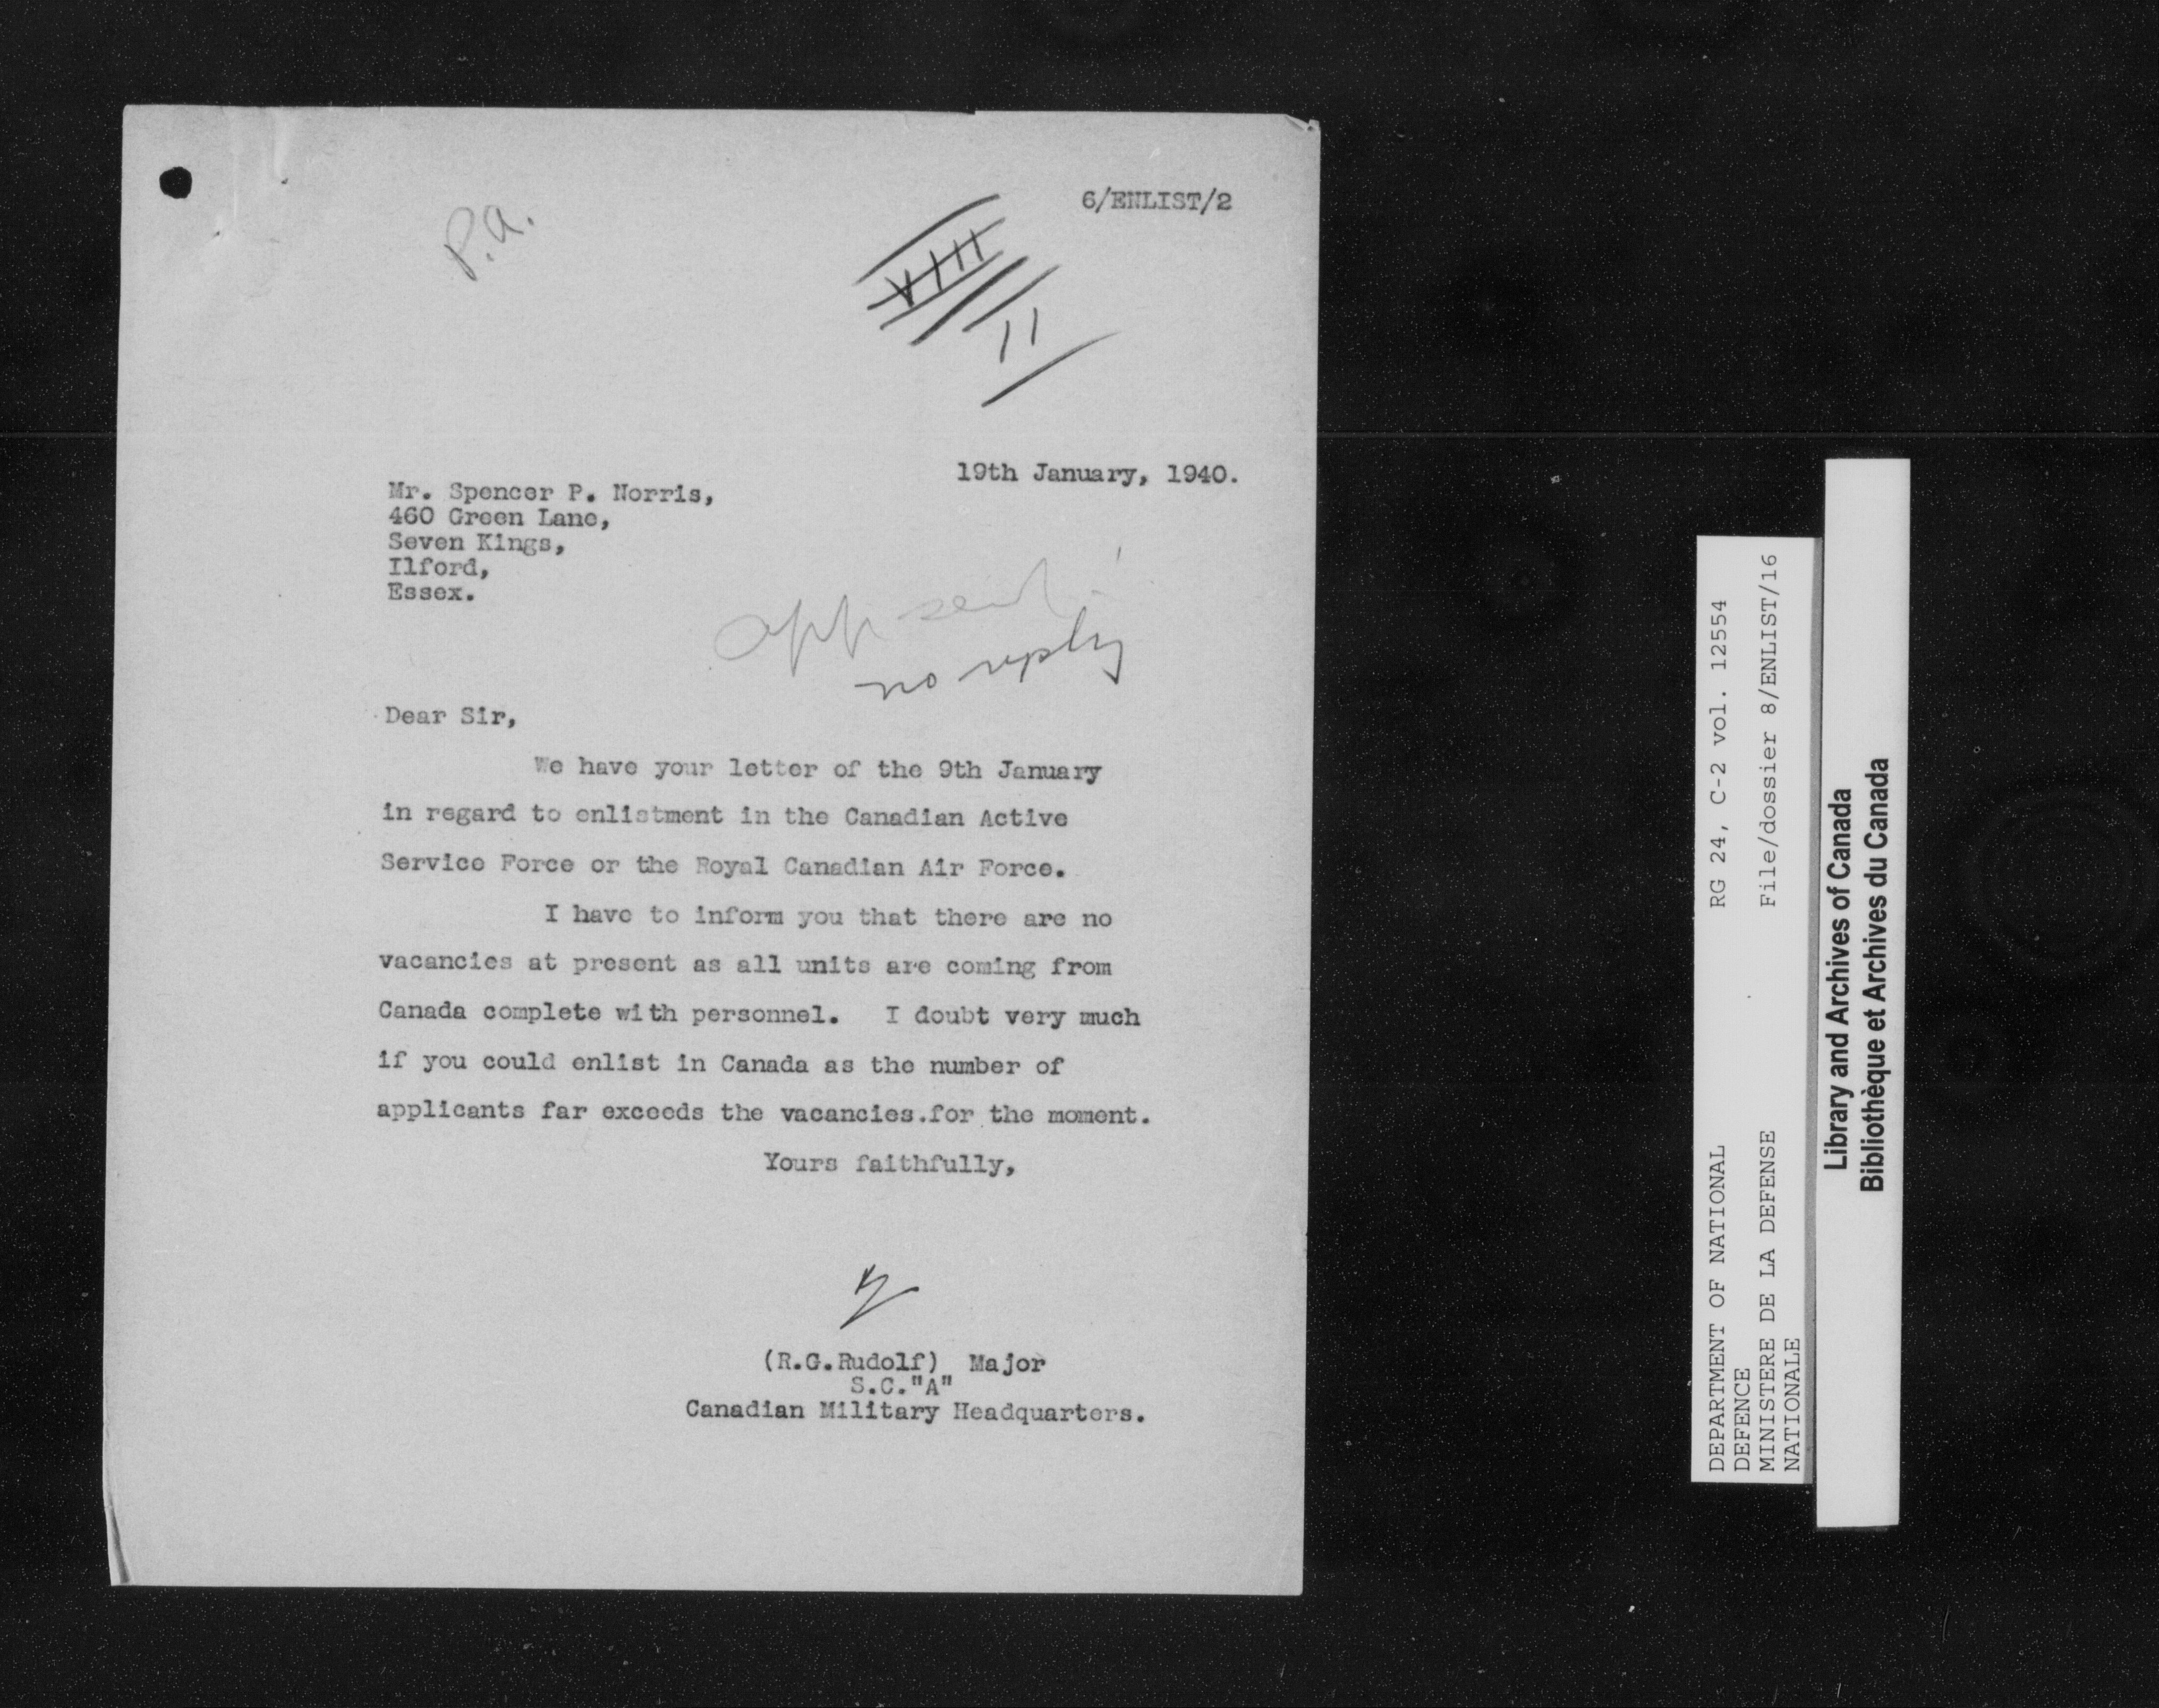 6/ENLIST/2
P.A.
VIII
11
19th January, 1940.
Mr. Spencer P. Norris,
460 Green Lane,
Seven Kings,
Ilford,
Essex.
app sent!
no reply
Dear Sir,
We have your letter of the 9th January
in regard to enlistment in the Canadian Active
Service Force or the Royal Canadian Air Force.
I have to inform you that there are no
vacancies at present as all units are coming from
Canada complete with personnel. I doubt very much
if you could enlist in Canada as the number of
applicants far exceeds the vacancies.for the moment.
Yours faithfully,
(R.G.Rudolf) Major
S.C."A"
Canadian Military Headquarters.
DEPARTMENT OF NATIONAL RG 24, C-2 vol. 12554
DEFENCE
MINISTERE DE LA DEFENSE File/dossier 8/ENLIST/16
NATIONALE
Library and Archives of Canada
Bibliothèque et Archives du Canada